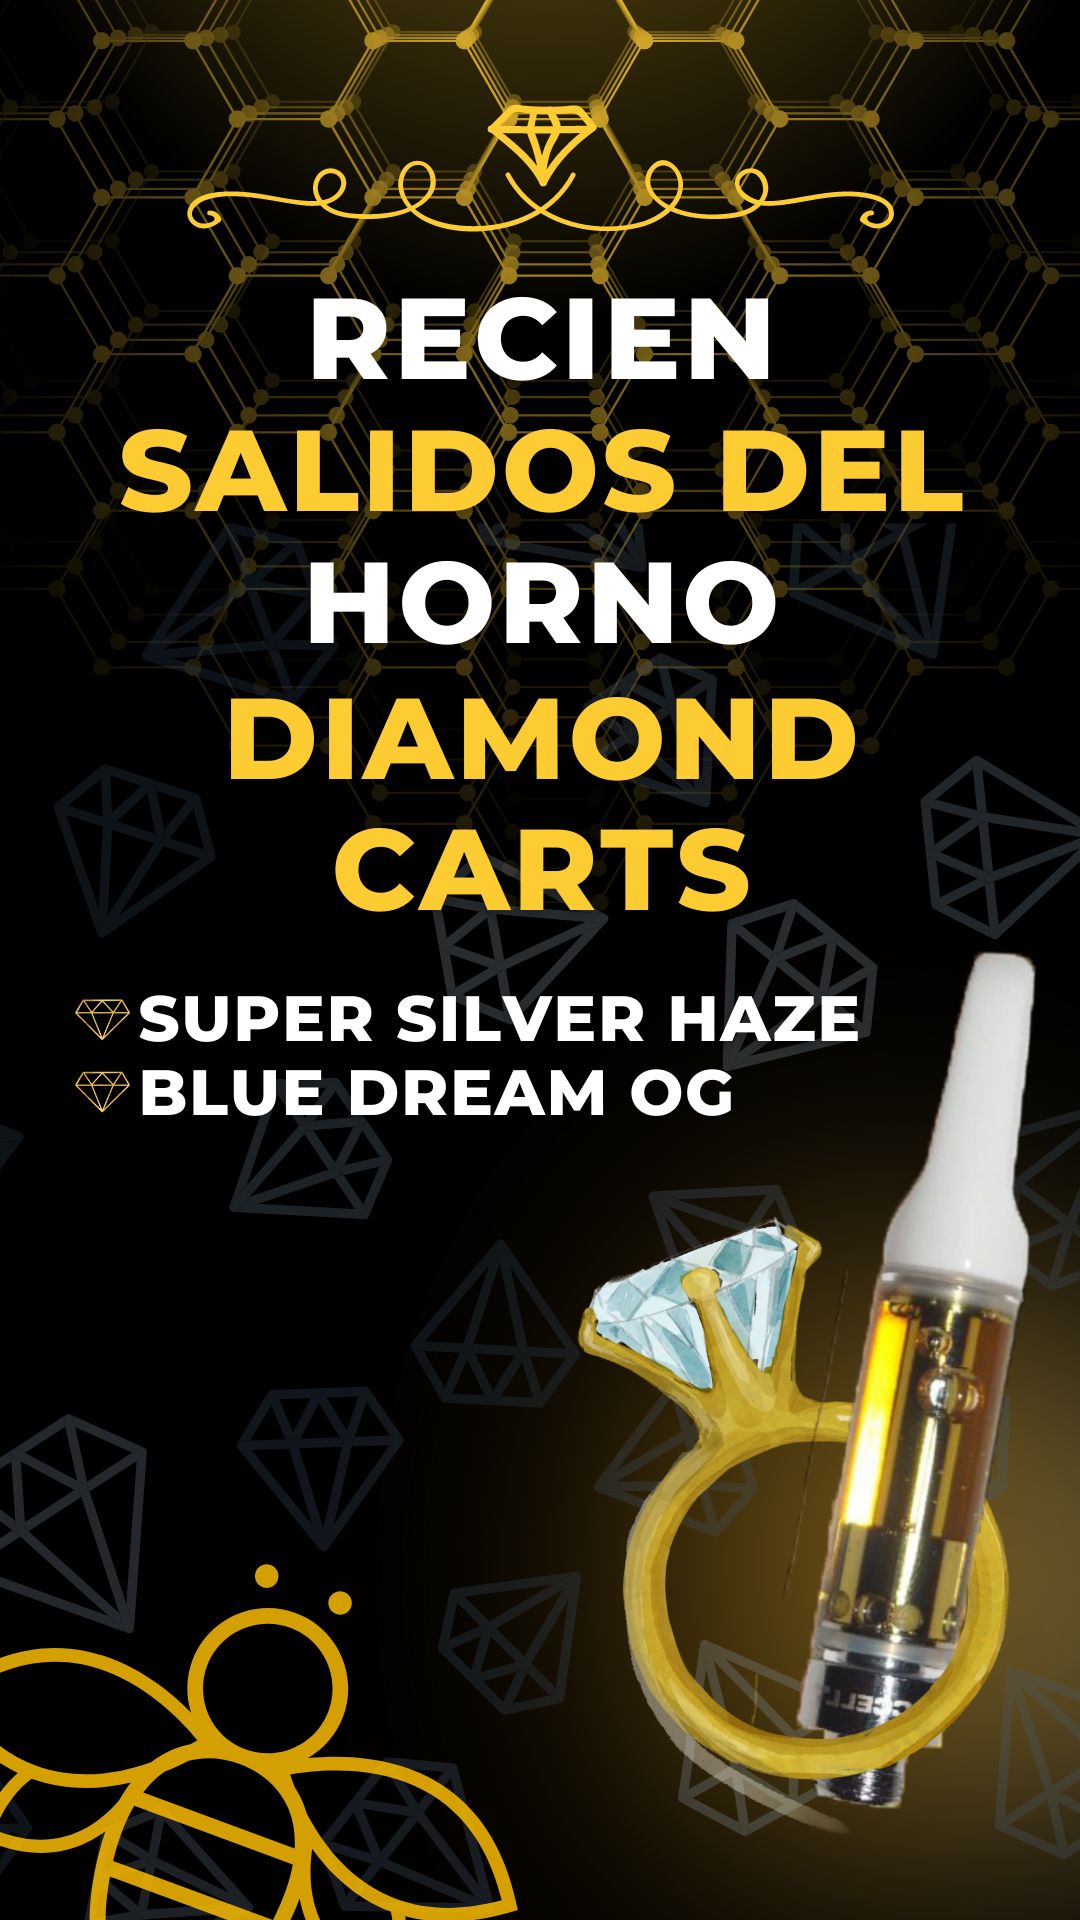 RECIEN
SALIDOS DEL
HORNO
DIAMOND
CARTS
SUPER SILVER HAZE
BLUE DREAM OG